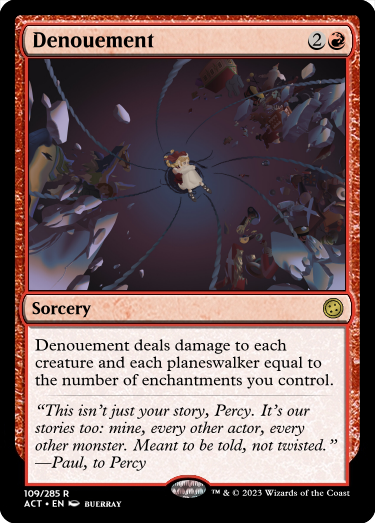 Denouement 2
Sorcery
Denouement deals damage to each
creature and each planeswalker equal to
the number of enchantments you control.
“This isn't just your story, Percy. It's our
stories too: mine, every other actor, every
other monster. Meant to be told, not twisted.”
—Paul, to Percy
109/285 R
ACT • EN BUERRAY
™ & © 2023 Wizards of the Coast